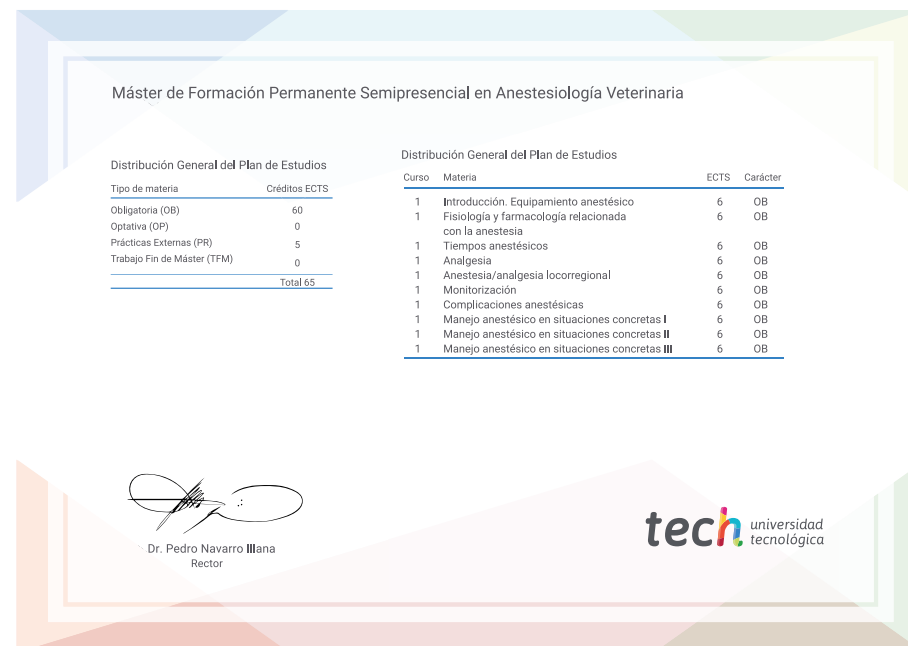 Máster de Formación Permanente Semipresencial en Anestesiología Veterinaria
Distribución General del Plan de Estudios
Tipo de materia Créditos ECTS
Obligatoria (OB) 60
Optativa (OP) 0
Prácticas Externas (PR) 5
Trabajo Fin de Máster (TFM) 0
Total 65
Distribución General del Plan de Estudios
Curso Materia ECTS Carácter
1 Introducción. Equipamiento anestésico 6 OB
1 Fisiología y farmacología relacionada 6 OB
con la anestesia
1 Tiempos anestésicos 6 OB
1 Analgesia 6 OB
1 Anestesia/analgesia locorregional 6 OB
1 Monitorización 6 OB
1 Complicaciones anestésicas 6 OB
1 Manejo anestésico en situaciones concretas I 6 OB
1 Manejo anestésico en situaciones concretas II 6 OB
1 Manejo anestésico en situaciones concretas III 6 OB
Dr. Pedro Navarro Illana
Rector
tech universidad
tecnológica